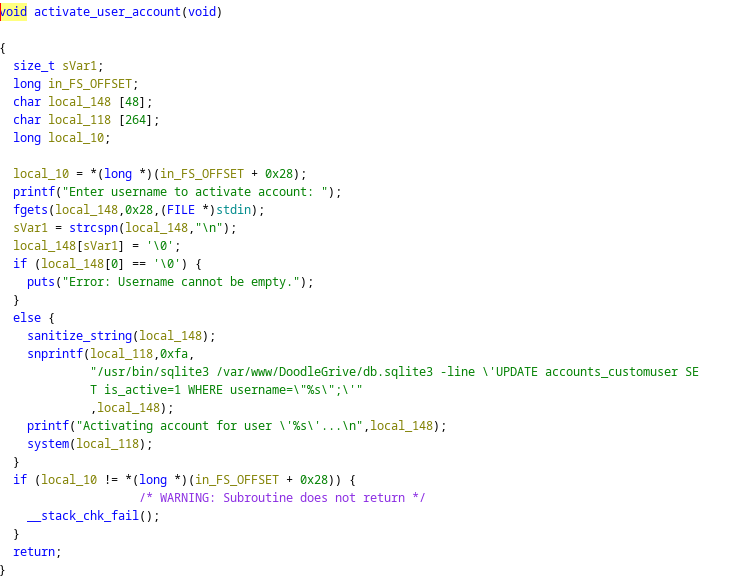 void activate_user_account(void)
{
size_t sVar1;
long in_FS_OFFSET;
char local_148 [48];
char local_118 [264];
long local_10;
local_10 = *(long *)(in_FS_OFFSET + 0x28);
printf("Enter username to activate account: ");
fgets(local_148,0x28,(FILE *)stdin);
sVar1 = strcspn(local_148,"\n");
local_148[sVar1] = '\0';
if (local_148[0] == '\0') {
puts("Error: Username cannot be empty.");
}
else {
sanitize_string(local_148);
snprintf(local_118,0xfa,
"/usr/bin/sqlite3 /var/www/DoodleGrive/db.sqlite3 -line \'UPDATE accounts_customuser SE
T is_active=1 WHERE username=\"%s\";\'"
,local_148);
printf("Activating account for user \'%s\'...\n",local_148);
system(local_118);
}
if (local_10 != *(long *)(in_FS_OFFSET + 0x28)) {
/* WARNING: Subroutine does not return */
__stack_chk_fail();
}
return;
}